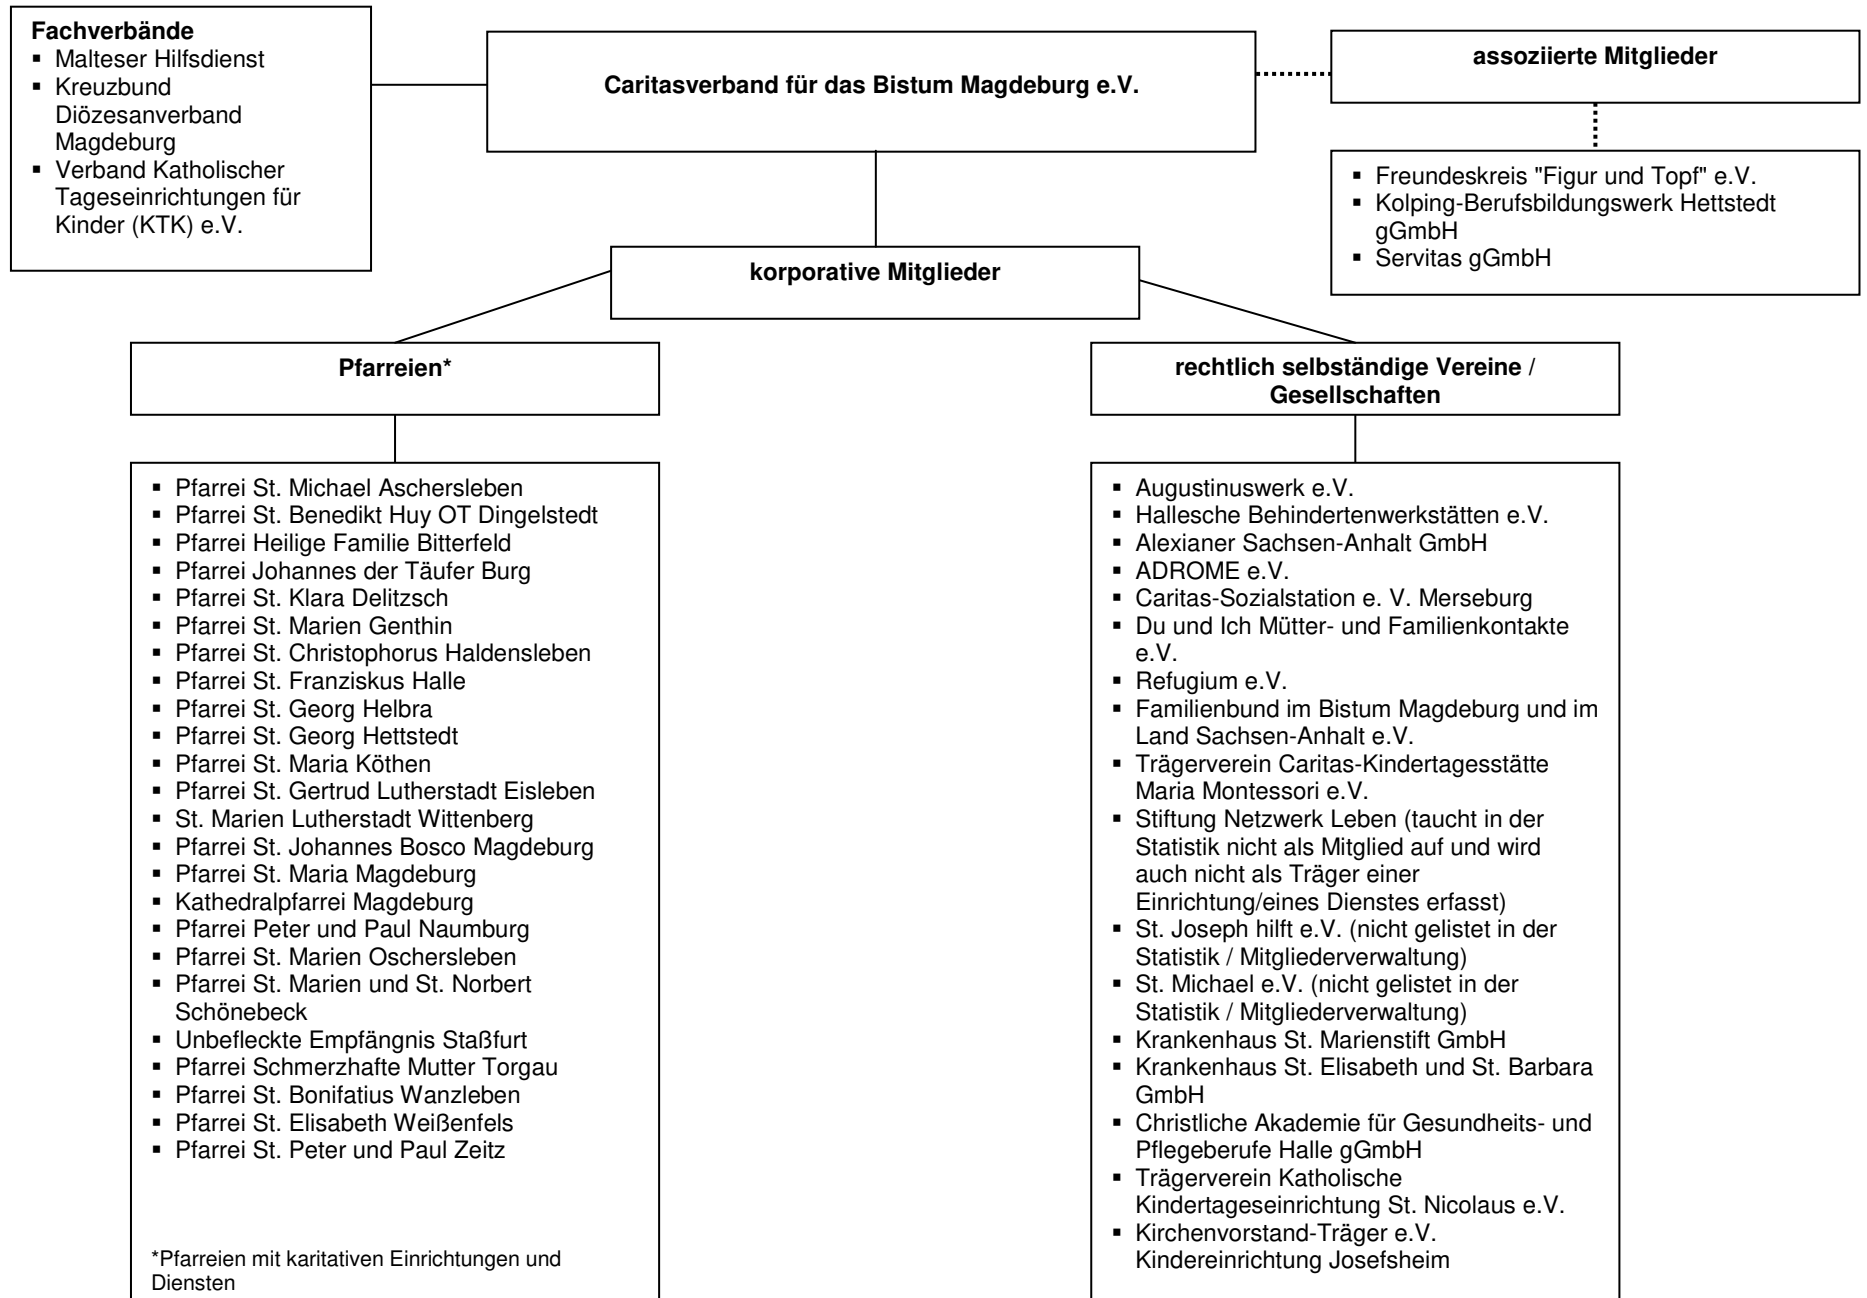 Fachverbände
▪ Malteser Hilfsdienst
▪ Kreuzbund
Diözesanverband
Magdeburg
▪ Verband Katholischer
Tageseinrichtungen für
Kinder (KTK) e.V.
Caritasverband für das Bistum Magdeburg e.V.
assoziierte Mitglieder
▪ Freundeskreis "Figur und Topf" e.V.
▪ Kolping-Berufsbildungswerk Hettstedt
gGmbH
▪ Servitas gGmbH
korporative Mitglieder
Pfarreien*
▪ Pfarrei St. Michael Aschersleben
▪ Pfarrei St. Benedikt Huy OT Dingelstedt
▪ Pfarrei Heilige Familie Bitterfeld
▪ Pfarrei Johannes der Täufer Burg
▪ Pfarrei St. Klara Delitzsch
▪ Pfarrei St. Marien Genthin
▪ Pfarrei St. Christophorus Haldensleben
▪ Pfarrei St. Franziskus Halle
▪ Pfarrei St. Georg Helbra
▪ Pfarrei St. Georg Hettstedt
▪ Pfarrei St. Maria Köthen
▪ Pfarrei St. Gertrud Lutherstadt Eisleben
▪ St. Marien Lutherstadt Wittenberg
▪ Pfarrei St. Johannes Bosco Magdeburg
▪ Pfarrei St. Maria Magdeburg
▪ Kathedralpfarrei Magdeburg
▪ Pfarrei Peter und Paul Naumburg
▪ Pfarrei St. Marien Oschersleben
▪ Pfarrei St. Marien und St. Norbert
Schönebeck
▪ Unbefleckte Empfängnis Staßfurt
▪ Pfarrei Schmerzhafte Mutter Torgau
▪ Pfarrei St. Bonifatius Wanzleben
▪ Pfarrei St. Elisabeth Weißenfels
▪ Pfarrei St. Peter und Paul Zeitz
*Pfarreien mit karitativen Einrichtungen und
Diensten
rechtlich selbständige Vereine /
Gesellschaften
▪ Augustinuswerk e.V.
▪ Hallesche Behindertenwerkstätten e.V.
▪ Alexianer Sachsen-Anhalt GmbH
▪ ADROME e.V.
▪ Caritas-Sozialstation e. V. Merseburg
▪ Du und Ich Mütter- und Familienkontakte
e.V.
▪ Refugium e.V.
▪ Familienbund im Bistum Magdeburg und im
Land Sachsen-Anhalt e.V.
▪ Trägerverein Caritas-Kindertagesstätte
Maria Montessori e.V.
▪ Stiftung Netzwerk Leben (taucht in der
Statistik nicht als Mitglied auf und wird
auch nicht als Träger einer
Einrichtung/eines Dienstes erfasst)
▪ St. Joseph hilft e.V. (nicht gelistet in der
Statistik / Mitgliederverwaltung)
▪ St. Michael e.V. (nicht gelistet in der
Statistik / Mitgliederverwaltung)
▪ Krankenhaus St. Marienstift GmbH
▪ Krankenhaus St. Elisabeth und St. Barbara
GmbH
▪ Christliche Akademie für Gesundheits- und
Pflegeberufe Halle gGmbH
▪ Trägerverein Katholische
Kindertageseinrichtung St. Nicolaus e.V.
▪ Kirchenvorstand-Träger e.V.
Kindereinrichtung Josefsheim